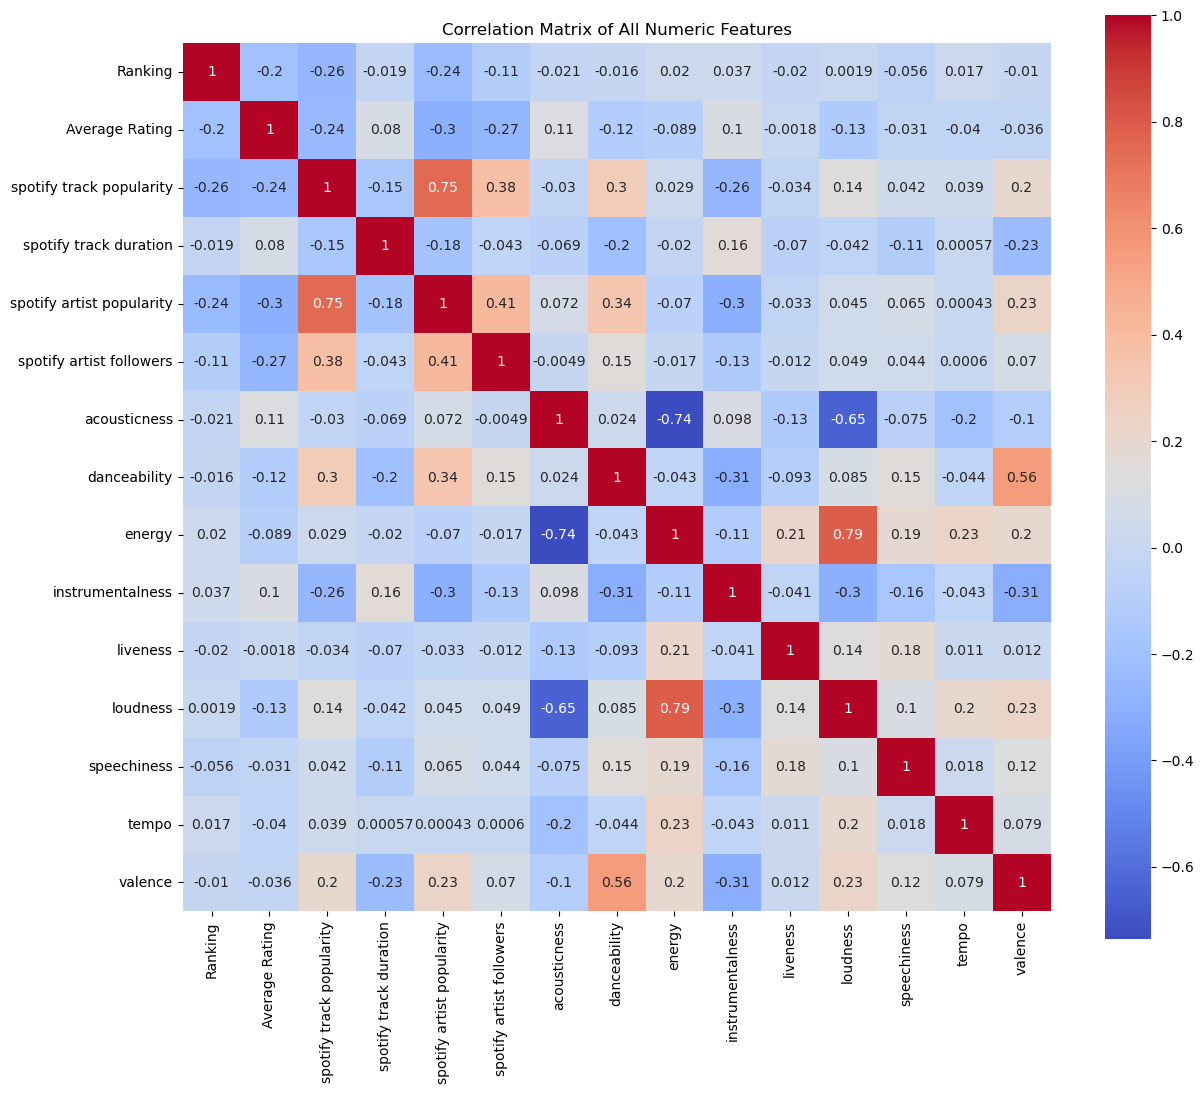 Correlation Matrix of All Numeric Features
1.0
Ranking 1 -0.2 -0.26 -0.019 -0.24 -0.11 -0.021 -0.016 0.02 0.037 -0.02 0.0019 -0.056 0.017 -0.01
Average Rating -0.2 1 -0.24 0.08 -0.3 -0.27 0.11 -0.12 -0.089 0.1 -0.0018 -0.13 -0.031 -0.04 -0.036
0.8
spotify track popularity -0.26 -0.24 1 -0.15 0.75 0.38 -0.03 0.3 0.029 -0.26 -0.034 0.14 0.042 0.039 0.2
0.6
spotify track duration -0.019 0.08 -0.15 1 -0.18 -0.043 -0.069 -0.2 -0.02 0.16 -0.07 -0.042 -0.11 0.00057 -0.23
spotify artist popularity -0.24 -0.3 0.75 -0.18 1 0.41 0.072 0.34 -0.07 -0.3 -0.033 0.045 0.065 0.00043 0.23
0.4
spotify artist followers -0.11 -0.27 0.38 -0.043 0.41 1 -0.0049 0.15 -0.017 -0.13 -0.012 0.049 0.044 0.0006 0.07
acousticness -0.021 0.11 -0.03 -0.069 0.072 -0.0049 1 0.024 -0.74 0.098 -0.13 -0.65 -0.075 -0.2 -0.1
0.2
danceability -0.016 -0.12 0.3 -0.2 0.34 0.15 0.024 1 -0.043 -0.31 -0.093 0.085 0.15 -0.044 0.56
energy 0.02 -0.089 0.029 -0.02 -0.07 -0.017 -0.74 -0.043 1 -0.11 0.21 0.79 0.19 0.23 0.2
0.0
instrumentalness 0.037 0.1 -0.26 0.16 -0.3 -0.13 0.098 -0.31 -0.11 1 -0.041 -0.3 -0.16 -0.043 -0.31
liveness -0.02 -0.0018 -0.034 -0.07 -0.033 -0.012 -0.13 -0.093 0.21 -0.041 1 0.14 0.18 0.011 0.012
−0.2
loudness 0.0019 -0.13 0.14 -0.042 0.045 0.049 -0.65 0.085 0.79 -0.3 0.14 1 0.1 0.2 0.23
−0.4
speechiness -0.056 -0.031 0.042 -0.11 0.065 0.044 -0.075 0.15 0.19 -0.16 0.18 0.1 1 0.018 0.12
tempo 0.017 -0.04 0.039 0.00057 0.00043 0.0006 -0.2 -0.044 0.23 -0.043 0.011 0.2 0.018 1 0.079
−0.6
valence -0.01 -0.036 0.2 -0.23 0.23 0.07 -0.1 0.56 0.2 -0.31 0.012 0.23 0.12 0.079 1
Ranking
Average Rating
spotify track popularity
spotify track duration
spotify artist popularity
spotify artist followers
acousticness
danceability
energy
instrumentalness
liveness
loudness
speechiness
tempo
valence